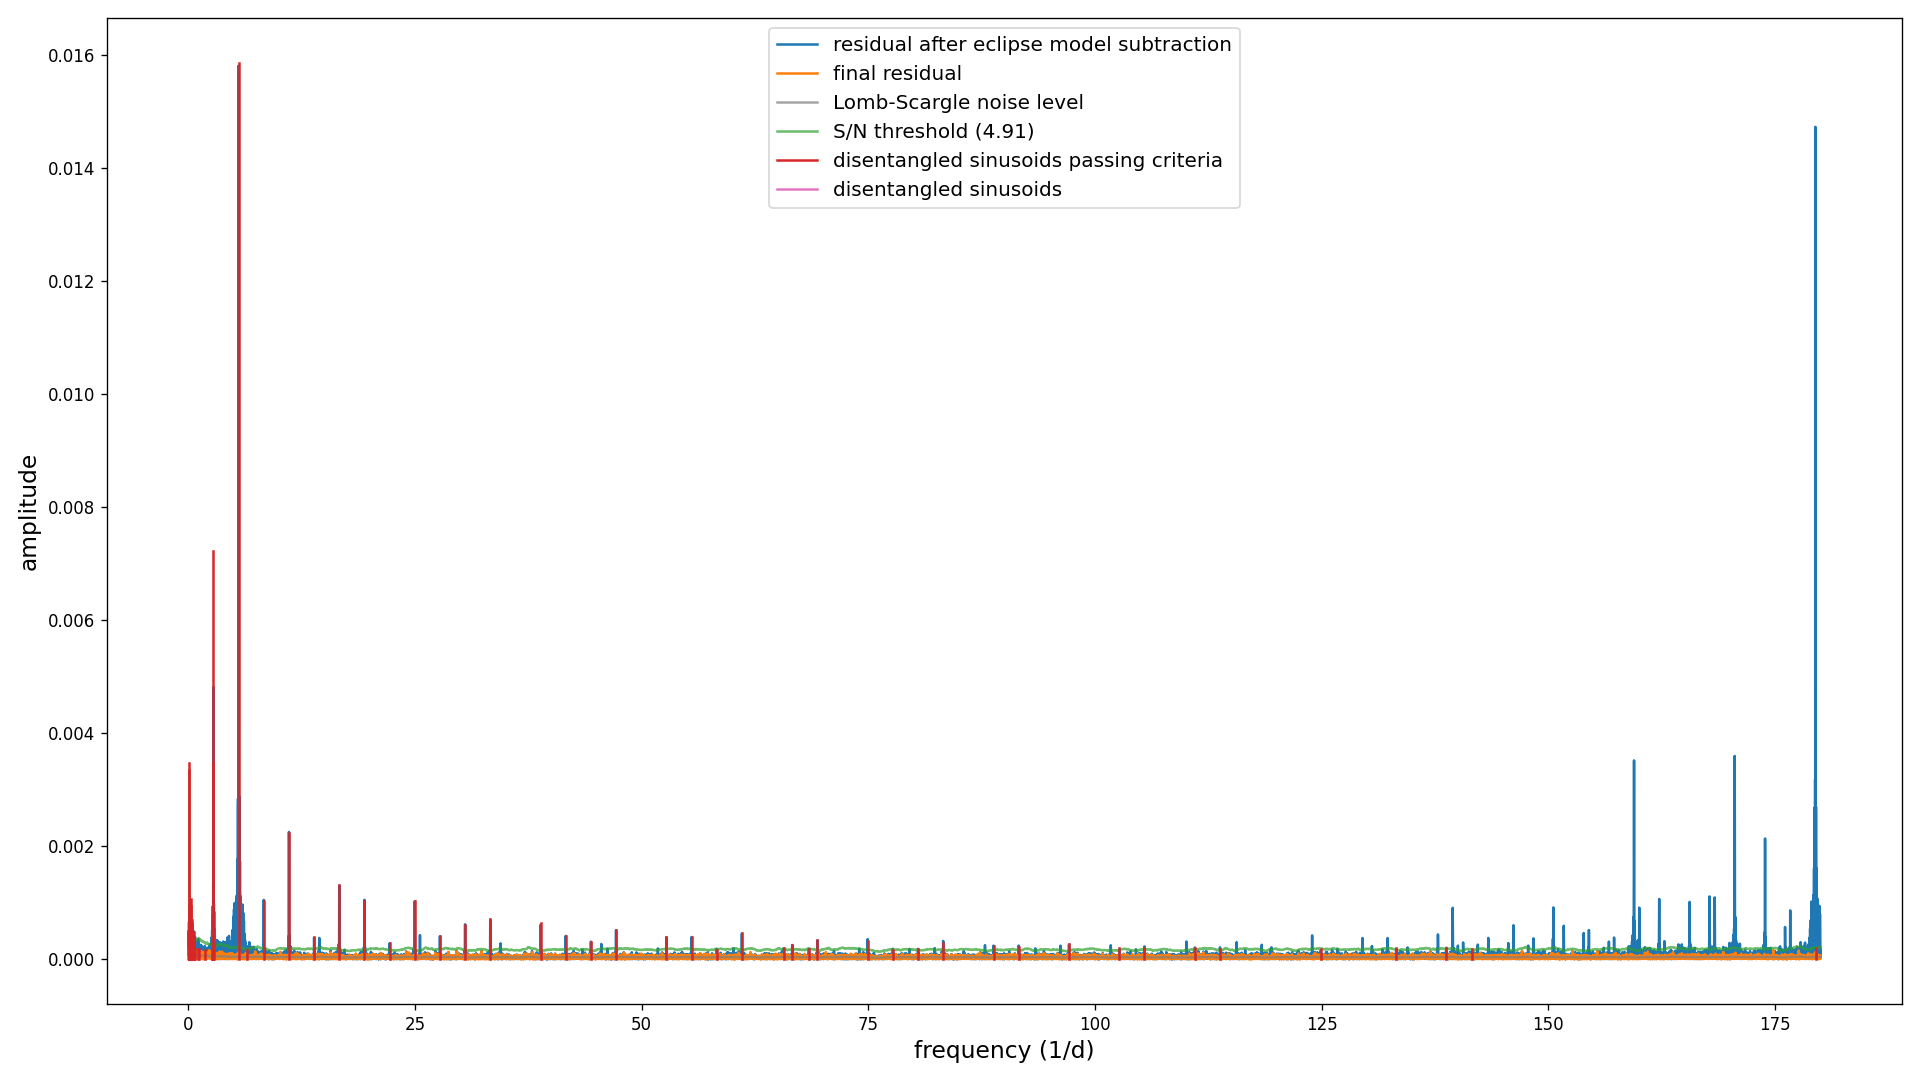 residual after eclipse model subtraction
final residual
Lomb-Scargle noise level
S/N threshold (4.91)
disentangled sinusoids passing criteria
disentangled sinusoids
0.016
0.014
0.012
0.010
0.008
0.006
0.004
0.002
0.000
amplitude
0 25 50 75 100 125 150 175
frequency (1/d)